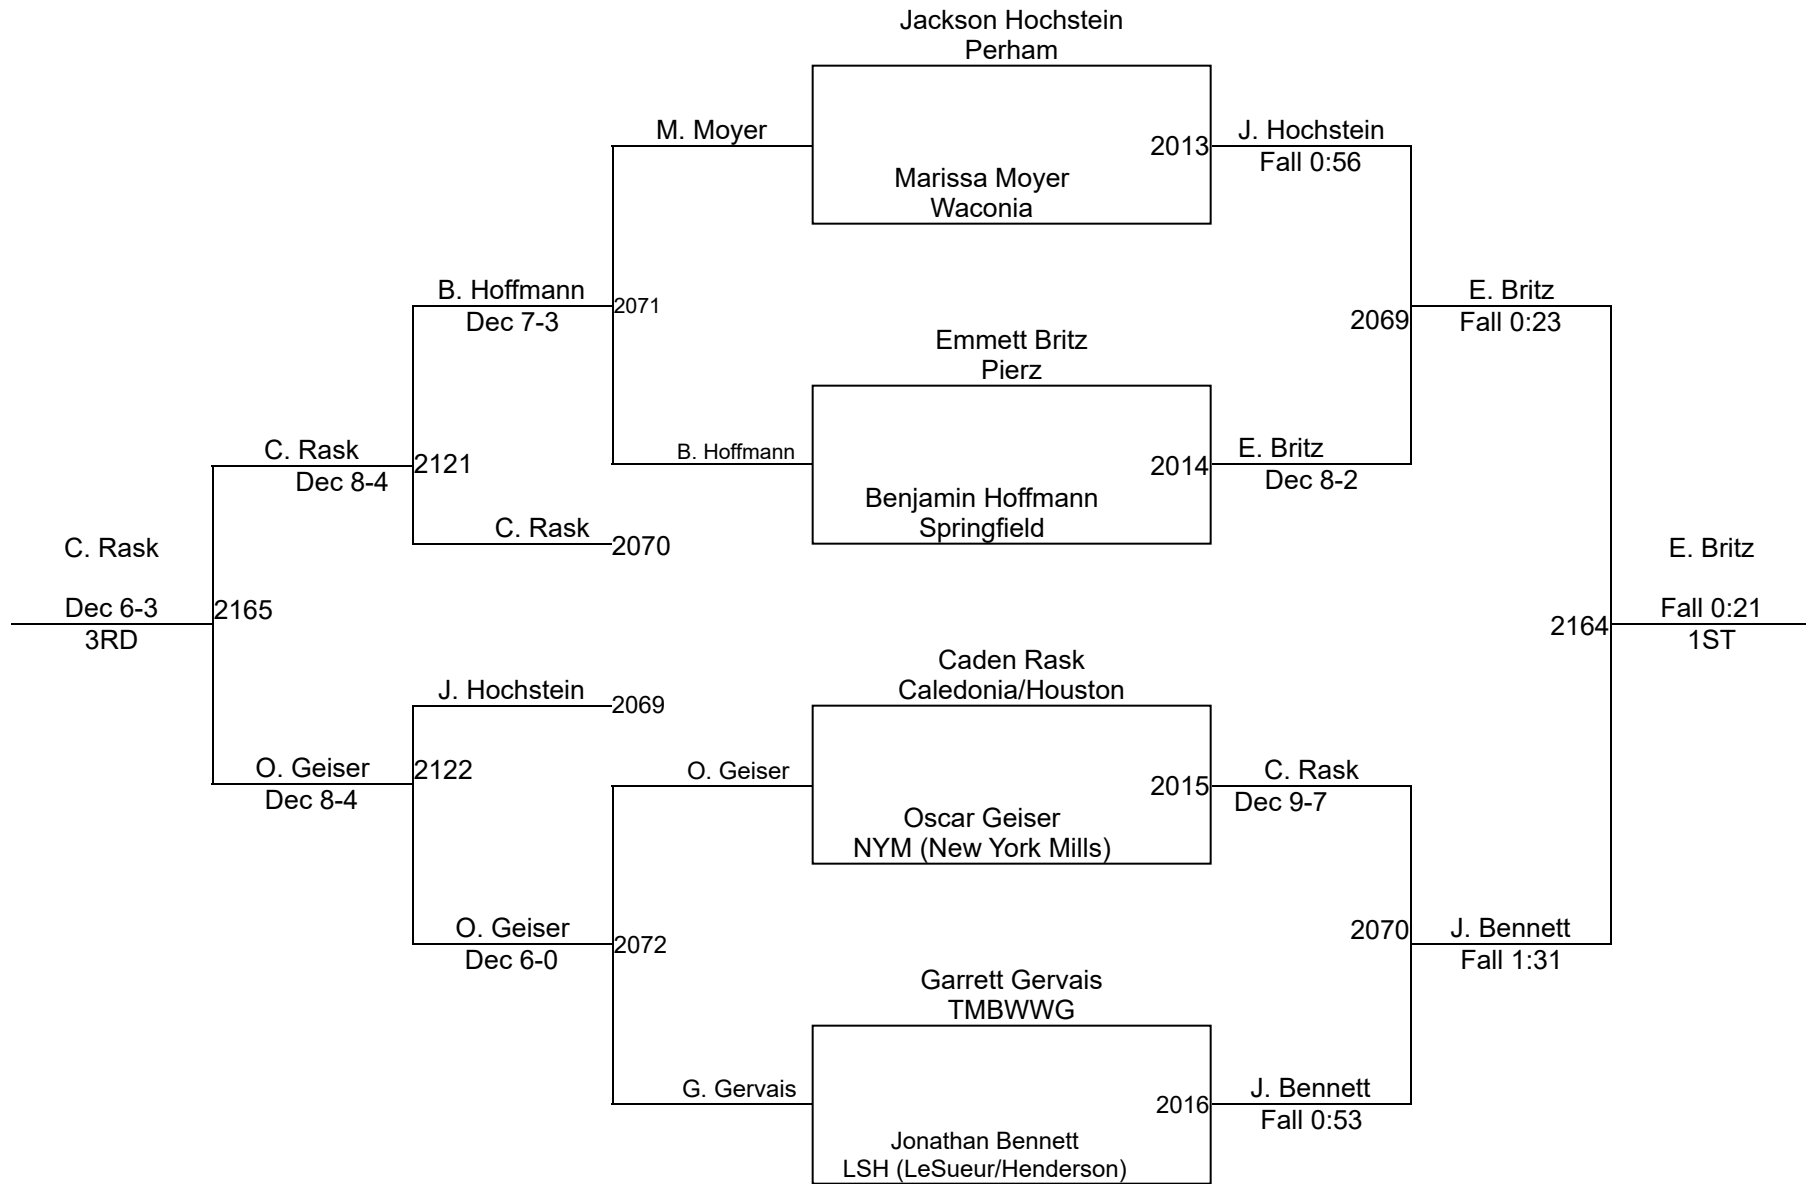 Jackson Hochstein
Perham
M. Moyer
2013
J. Hochstein
Fall 0:56
Marissa Moyer
Waconia
B. Hoffmann
Dec 7-3
2071
2069
E. Britz
Fall 0:23
Emmett Britz
Pierz
C. Rask
Dec 8-4
2121
B. Hoffmann
2014
E. Britz
Dec 8-2
Benjamin Hoffmann
Springfield
C. Rask
2070
C. Rask
Dec 6-3
3RD
2165
E. Britz
Fall 0:21
1ST
2164
J. Hochstein
2069
Caden Rask
Caledonia/Houston
O. Geiser
Dec 8-4
2122
O. Geiser
2015
C. Rask
Dec 9-7
Oscar Geiser
NYM (New York Mills)
O. Geiser
Dec 6-0
2072
2070
J. Bennett
Fall 1:31
Garrett Gervais
TMBWWG
G. Gervais
2016
J. Bennett
Fall 0:53
Jonathan Bennett
LSH (LeSueur/Henderson)